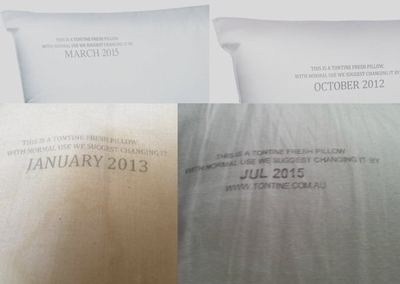 THIS IS A TONTINE FRESH PILLOW
WITH NORMAL USE WE SUGGEST CHANGING IT BY
MARCH 2015
THIS IS A TONTINE FRESH PILLOW
WITH NORMAL USE WE SUGGEST CHANGING IT BY
OCTOBER 2012
THIS IS A TONTINE FRESH PILLOW
WITH NORMAL USE WE SUGGEST CHANGING IT
JANUARY 2013
THIS IS A TONTINE FRESH PILLOW
WITH NORMAL USE WE SUGGEST CHANGING IT BY
JUL 2015
WWW.TONTINE.COM.AU